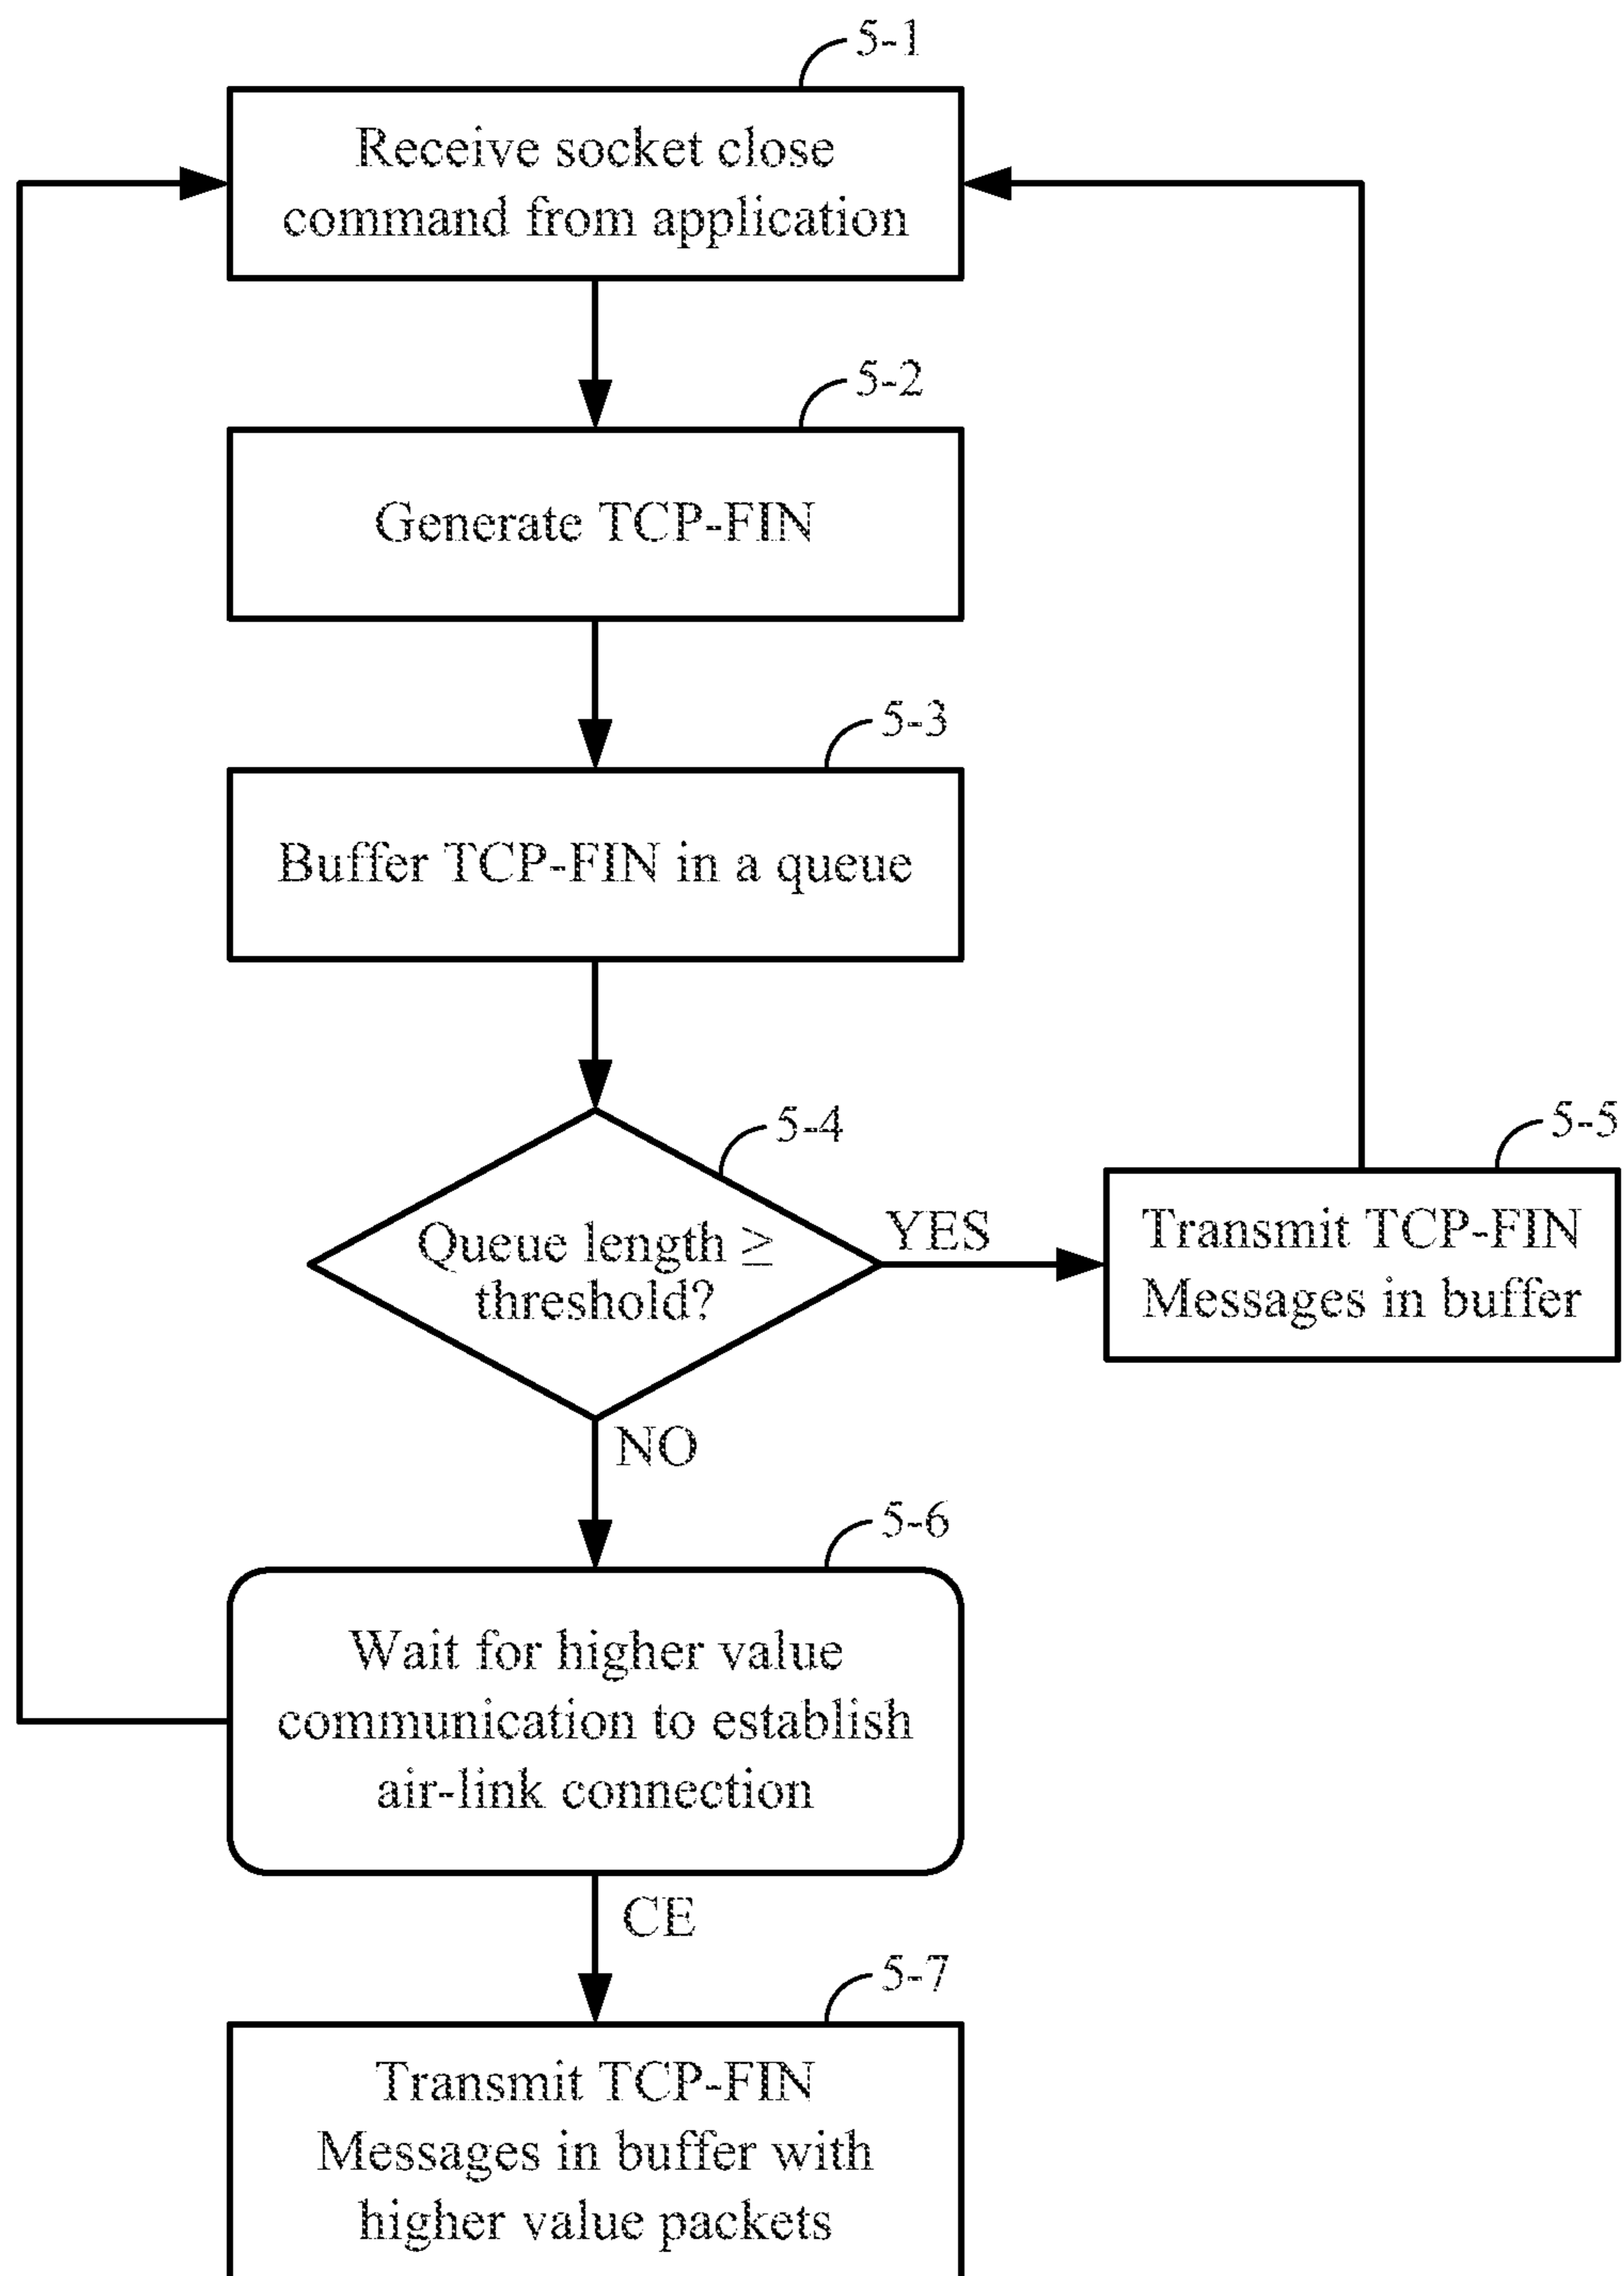 5-1
Receive socket close
command from application
5-2
Generate TCP-FIN
5-3
Buffer TCP-FIN in a queue
5-4
Queue length ≥
threshold?
YES
5-5
Transmit TCP-FIN
Messages in buffer
NO
5-6
Wait for higher value
communication to establish
air-link connection
CE
5-7
Transmit TCP-FIN
Messages in buffer with
higher value packets